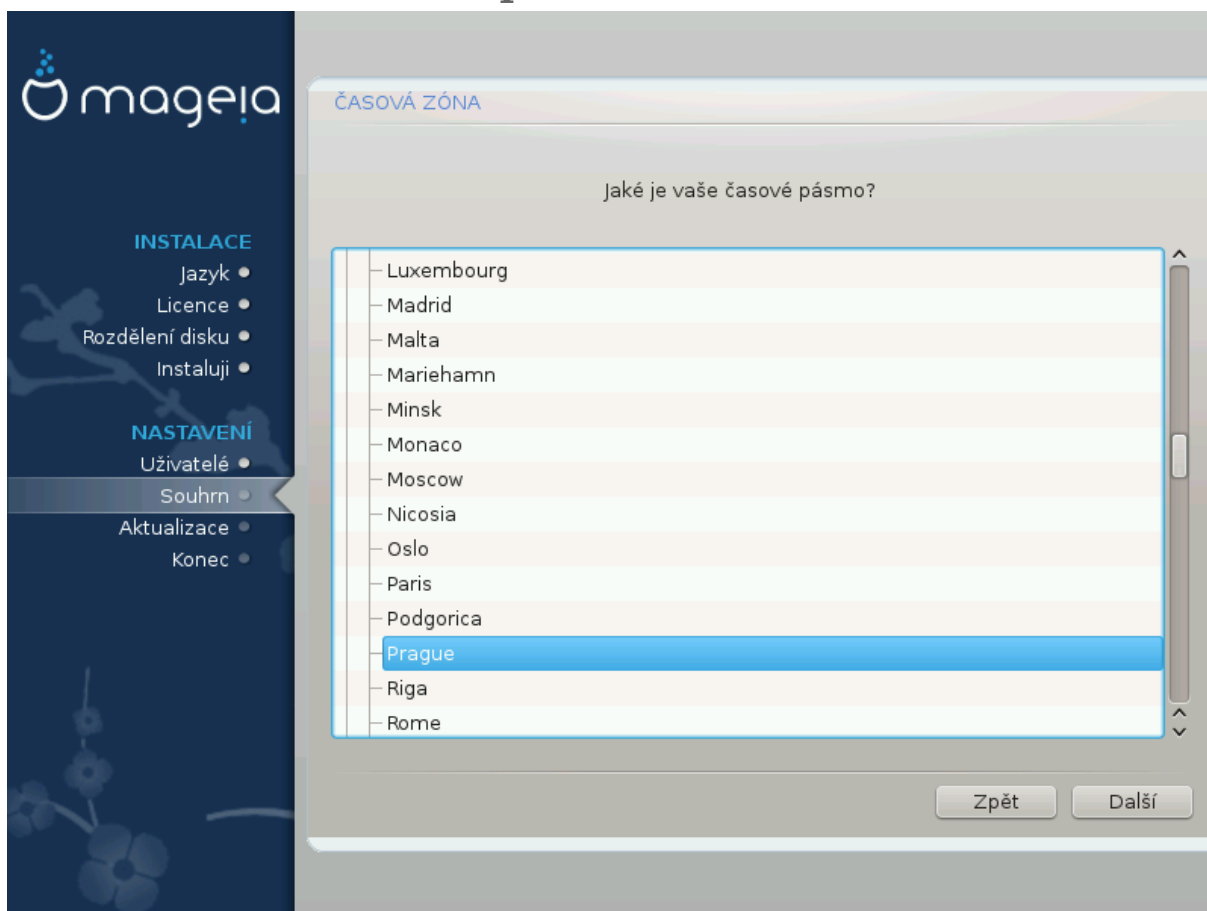 mageia
INSTALACE
Jazyk
Licence
Rozdělení disku
Instaluji
NASTAVENÍ
Uživatelé
Souhrn
Aktualizace
Konec
ČASOVÁ ZÓNA
Jaké je vaše časové pásmo?
Luxembourg
Madrid
Malta
Mariehamn
Minsk
Monaco
Moscow
Nicosia
Oslo
Paris
Podgorica
Prague
Riga
Rome
Zpět
Další